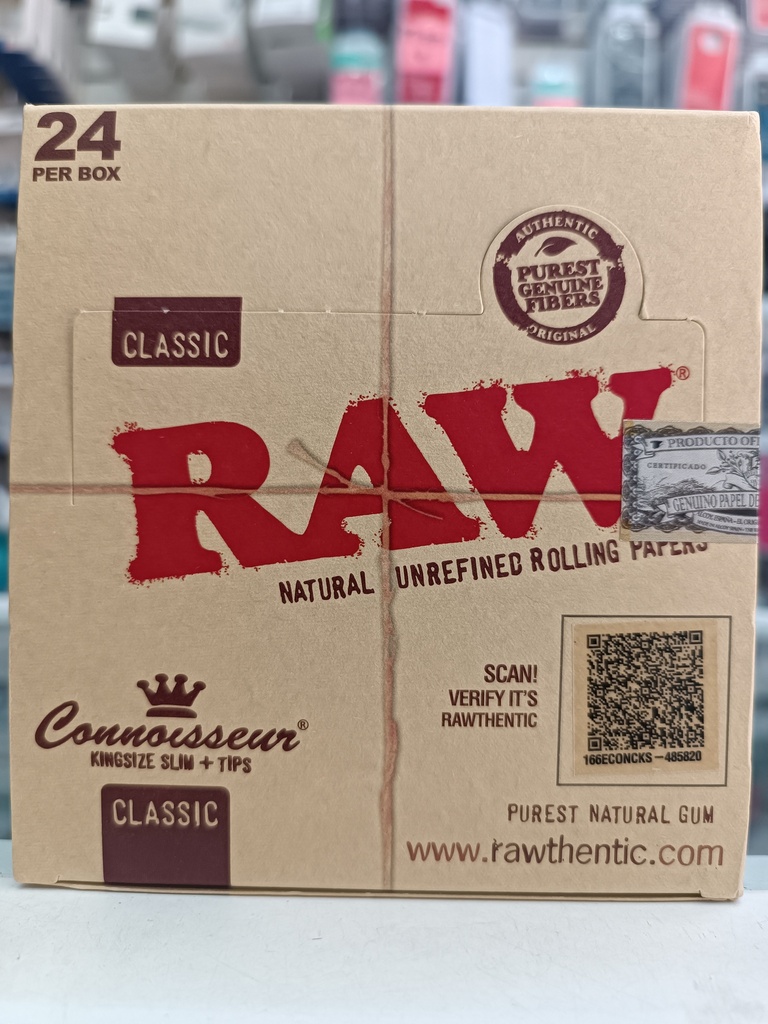 24
PER BOX
AUTHENTIC
PUREST
GENUINE
FIBERS
ORIGINAL
CLASSIC
RAW®
PRODUCTO OFI
CERTIFICADO
GENUINO PAPEL DE
NATURAL UNREFINED ROLLING PAPERS
SCAN!
VERIFY IT'S
RAWTHENTIC
166ECONCKS-485820
Connoisseur®
KINGSIZE SLIM + TIPS
CLASSIC
PUREST NATURAL GUM
www.rawthentic.com